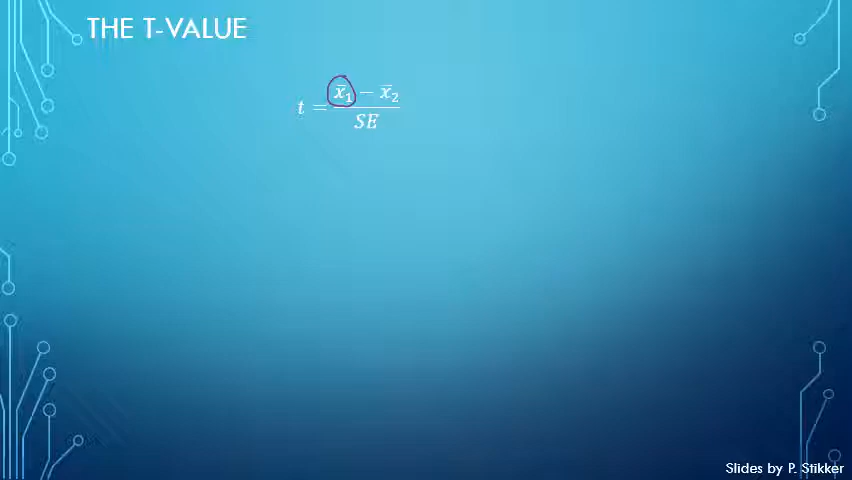 THE T-VALUE
t = (x̄₁ − x̄₂) / SE
Slides by P. Stikker